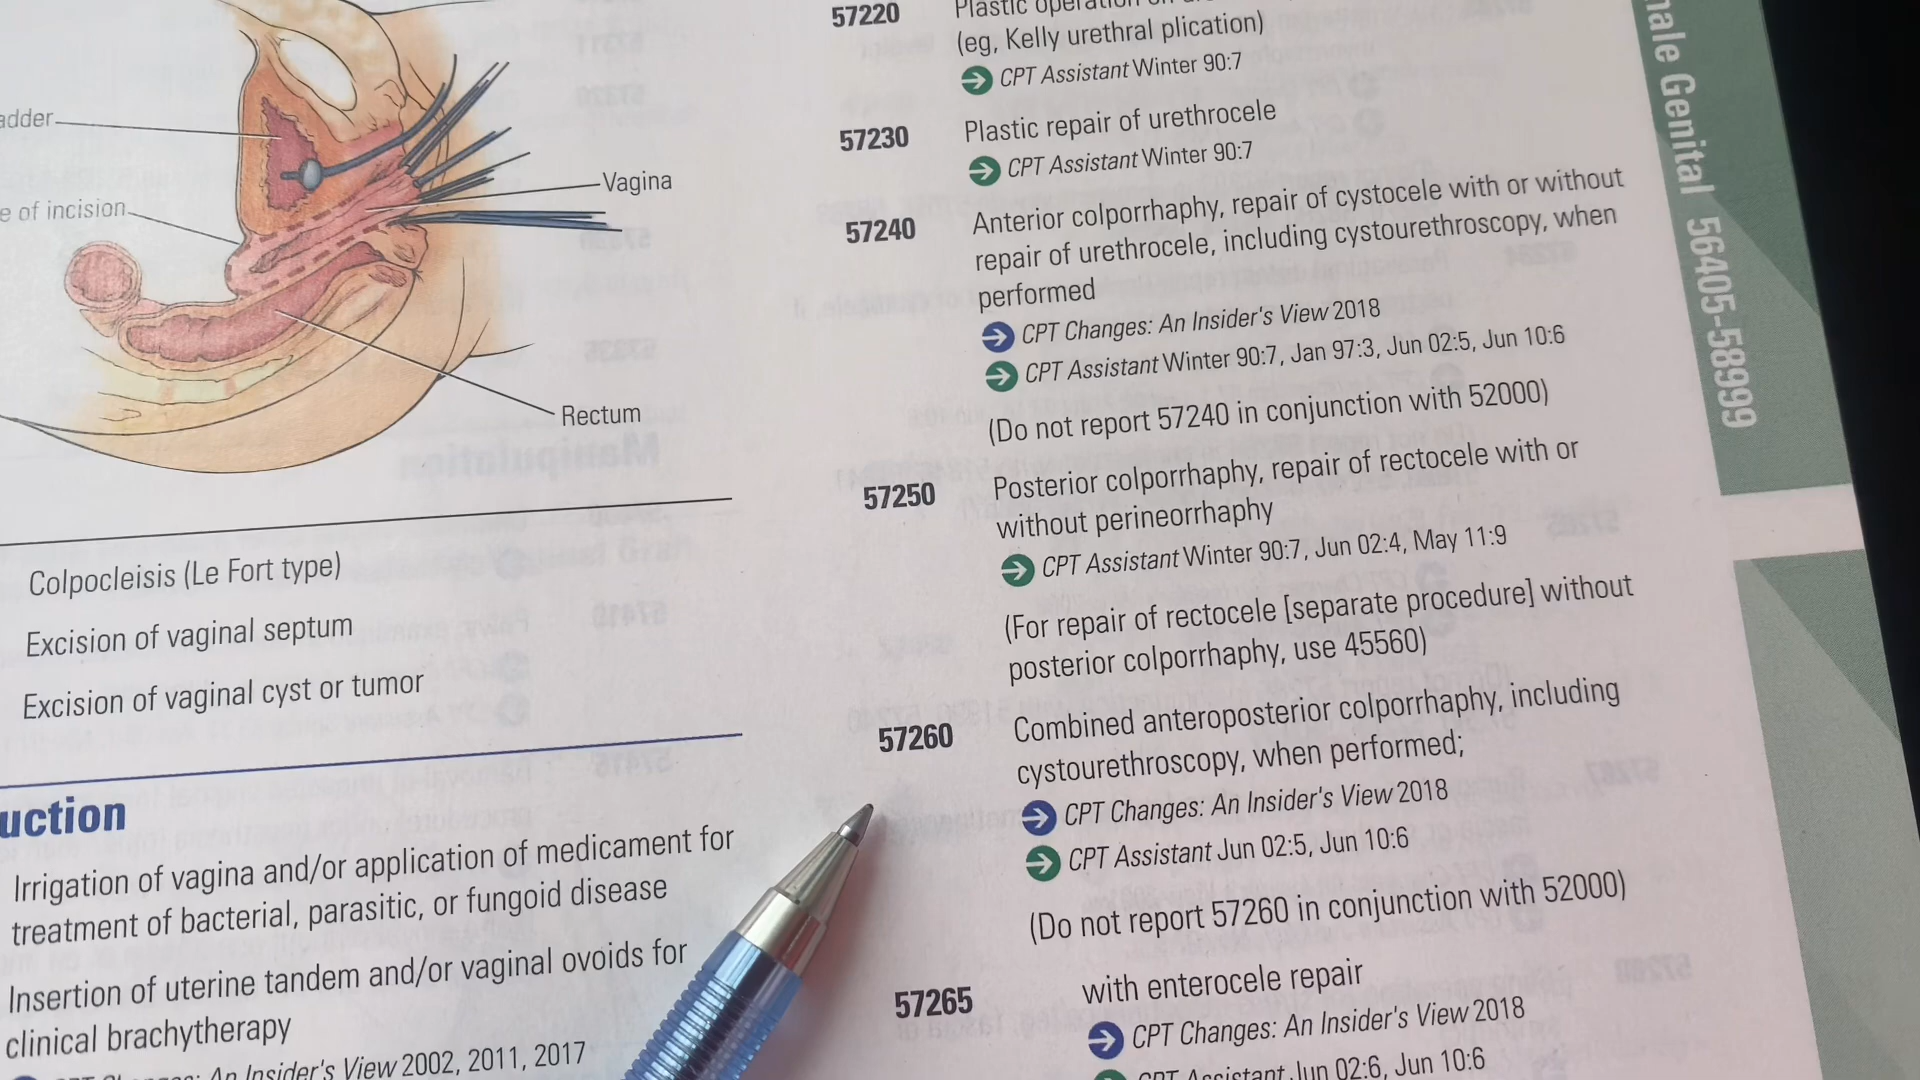 adder
Vagina
e of incision
Rectum
Colpocleisis (Le Fort type)
Excision of vaginal septum
Excision of vaginal cyst or tumor
uction
Irrigation of vagina and/or application of medicament for
treatment of bacterial, parasitic, or fungoid disease
Insertion of uterine tandem and/or vaginal ovoids for
clinical brachytherapy
An Insider's View 2002, 2011, 2017
57220 Plastic operation on
(eg, Kelly urethral plication)
CPT Assistant Winter 90:7
57230 Plastic repair of urethrocele
CPT Assistant Winter 90:7
57240 Anterior colporrhaphy, repair of cystocele with or without
repair of urethrocele, including cystourethroscopy, when
performed
CPT Changes: An Insider's View 2018
CPT Assistant Winter 90:7, Jan 97:3, Jun 02:5, Jun 10:6
(Do not report 57240 in conjunction with 52000)
57250 Posterior colporrhaphy, repair of rectocele with or
without perineorrhaphy
CPT Assistant Winter 90:7, Jun 02:4, May 11:9
(For repair of rectocele [separate procedure] without
posterior colporrhaphy, use 45560)
57260 Combined anteroposterior colporrhaphy, including
cystourethroscopy, when performed;
CPT Changes: An Insider's View 2018
CPT Assistant Jun 02:5, Jun 10:6
(Do not report 57260 in conjunction with 52000)
57265 with enterocele repair
CPT Changes: An Insider's View 2018
CPT Assistant Jun 02:6, Jun 10:6
male Genital 56405-58999